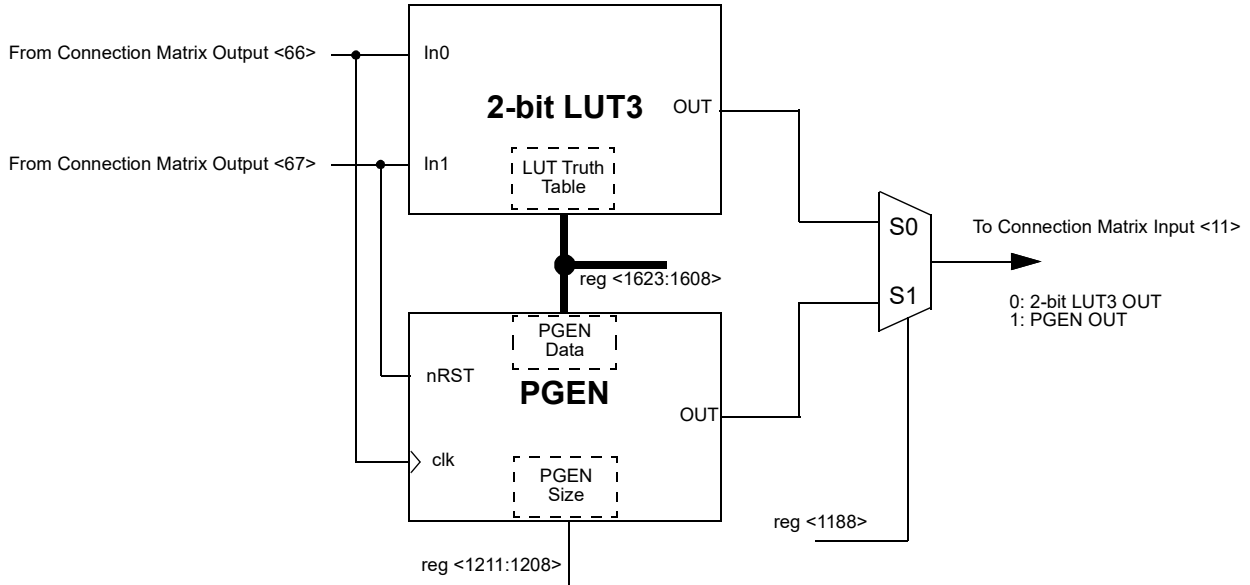 From Connection Matrix Output <66>
In0
2-bit LUT3
OUT
From Connection Matrix Output <67>
In1
LUT Truth
Table
S0
To Connection Matrix Input <11>
reg <1623:1608>
S1
0: 2-bit LUT3 OUT
1: PGEN OUT
PGEN
Data
nRST
PGEN
OUT
clk
PGEN
Size
reg <1188>
reg <1211:1208>